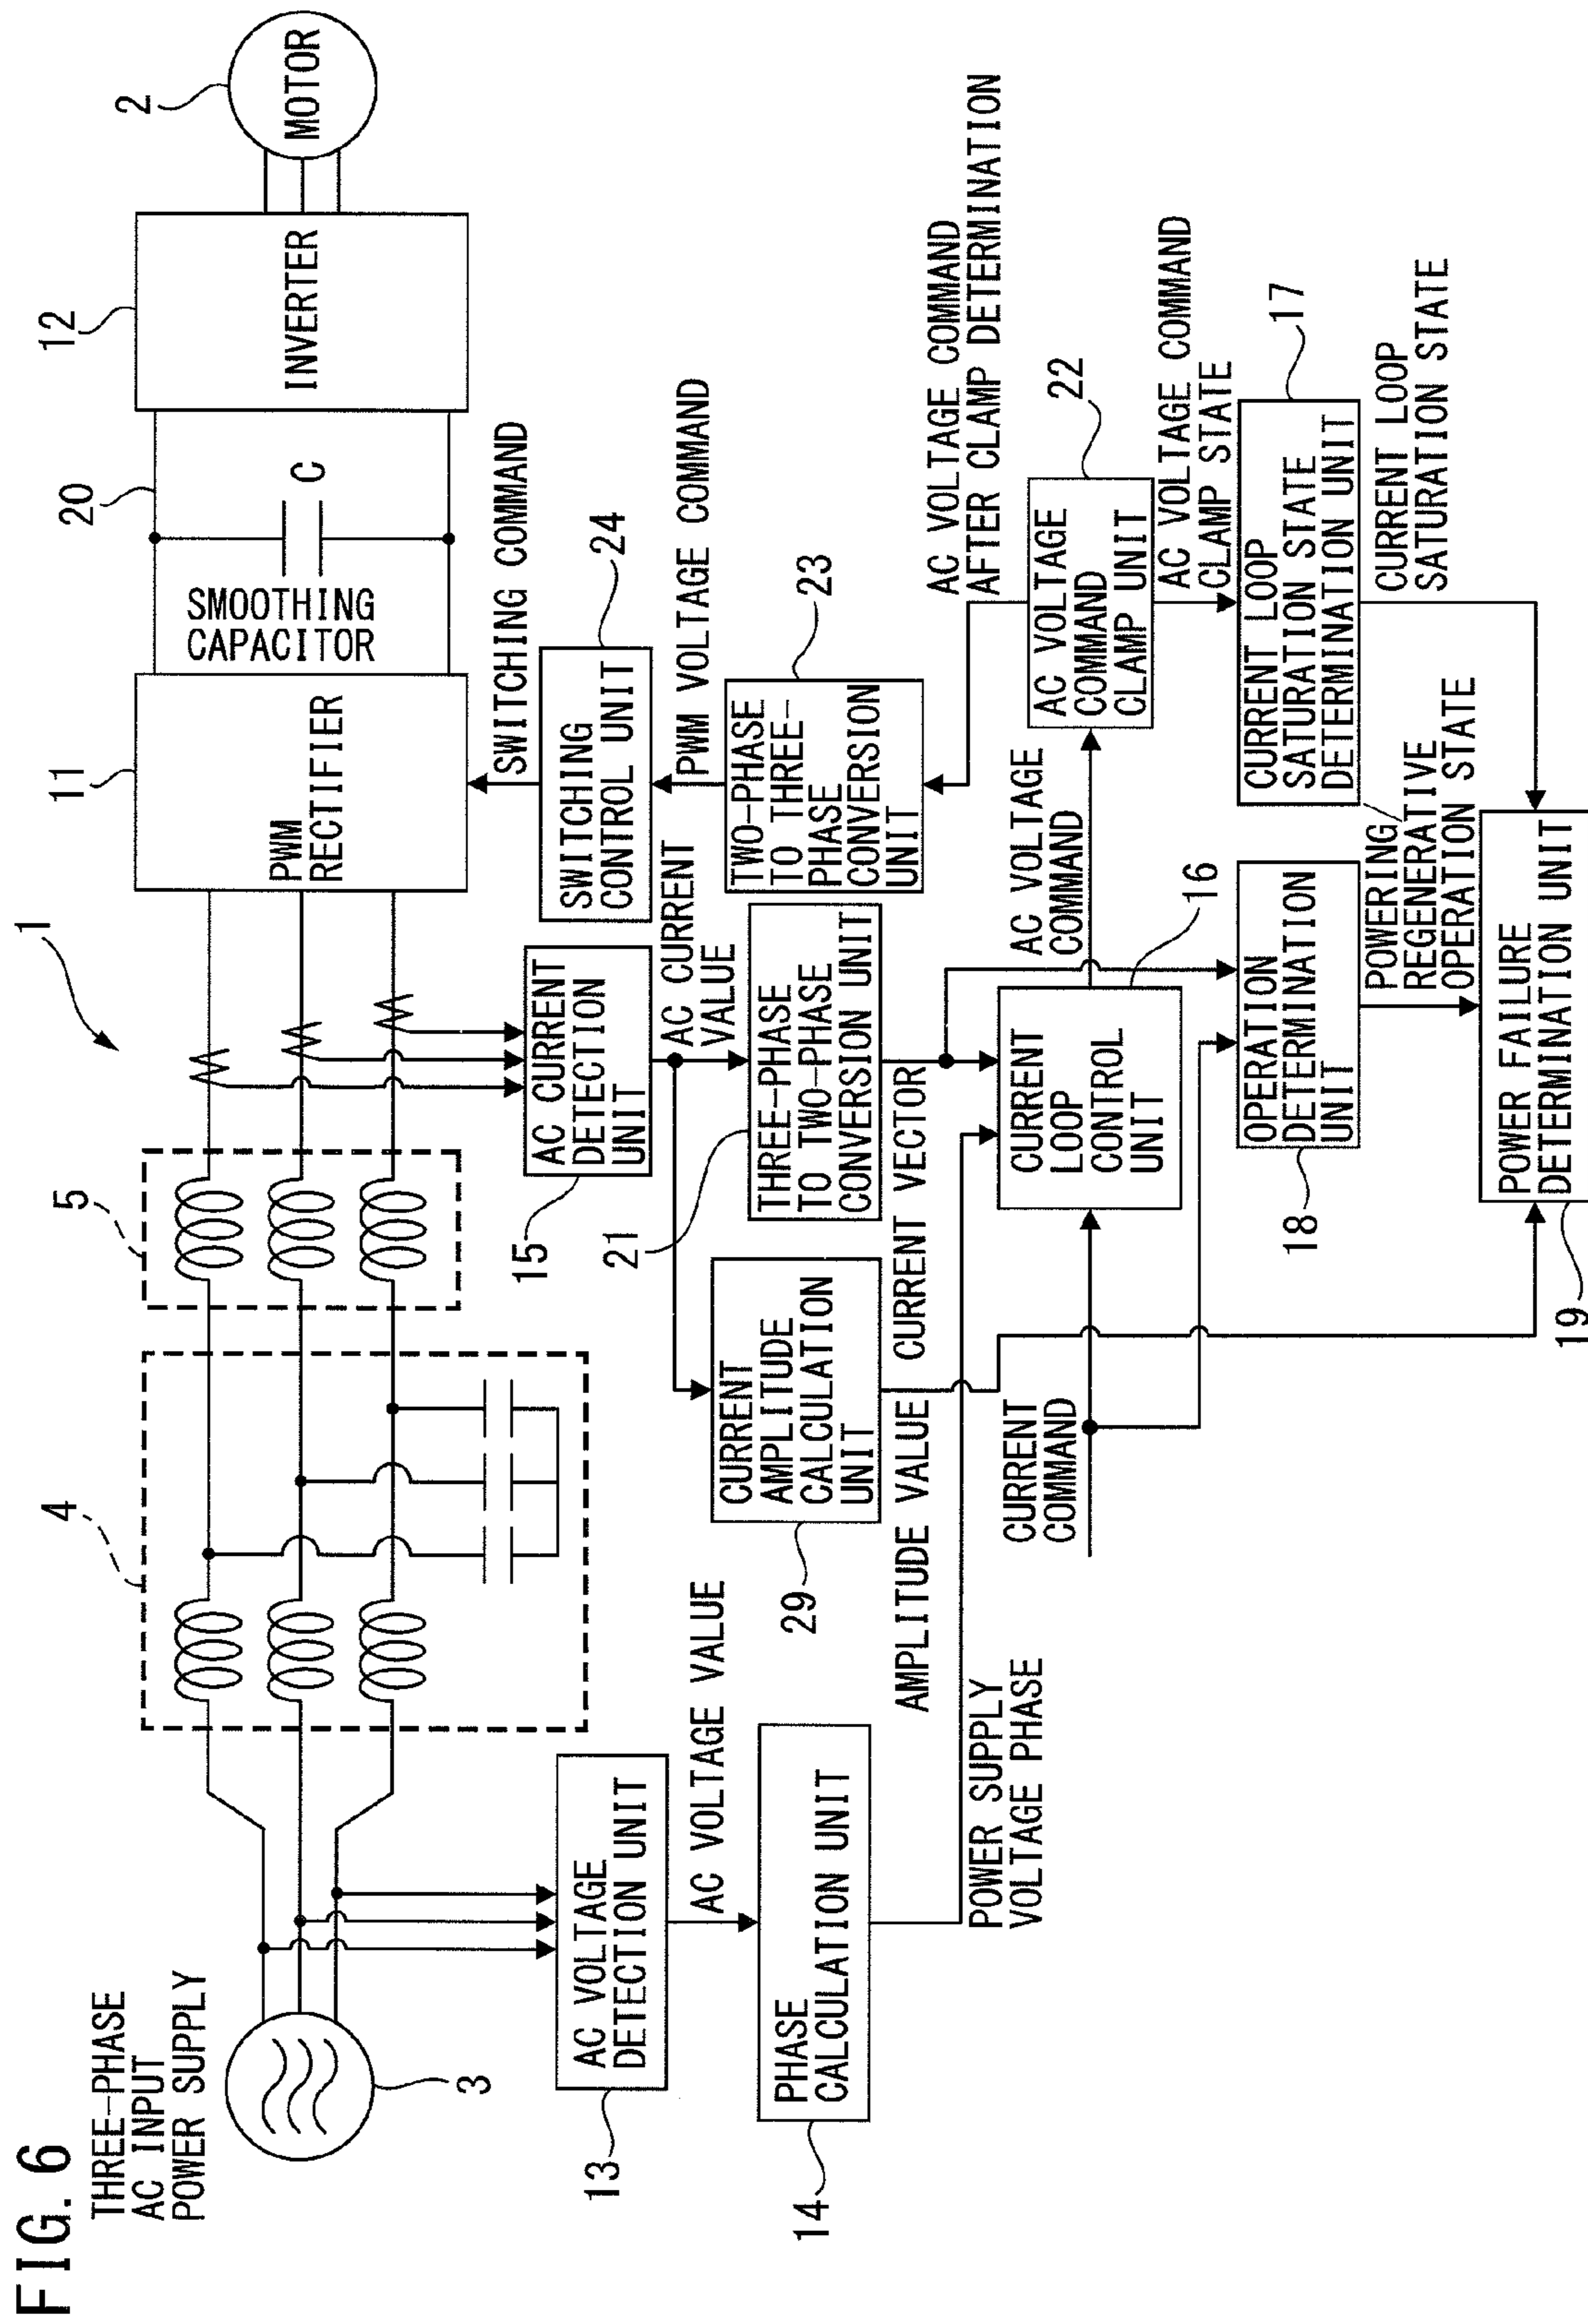 FIG. 6
THREE-PHASE
AC INPUT
POWER SUPPLY
3
4
5
1
11
PWM
RECTIFIER
SMOOTHING
CAPACITOR
C
20
12
INVERTER
2
MOTOR
13
AC VOLTAGE
DETECTION UNIT
AC VOLTAGE VALUE
14
PHASE
CALCULATION UNIT
POWER SUPPLY
VOLTAGE PHASE
15
AC CURRENT
DETECTION
UNIT
AC CURRENT
VALUE
29
CURRENT
AMPLITUDE
CALCULATION
UNIT
AMPLITUDE VALUE
21
THREE-PHASE
TO TWO-PHASE
CONVERSION UNIT
CURRENT VECTOR
SWITCHING COMMAND
24
SWITCHING
CONTROL UNIT
PWM VOLTAGE COMMAND
23
TWO-PHASE
TO THREE-
PHASE
CONVERSION
UNIT
AC VOLTAGE COMMAND
AFTER CLAMP DETERMINATION
CURRENT
COMMAND
16
CURRENT
LOOP
CONTROL
UNIT
AC VOLTAGE
COMMAND
22
AC VOLTAGE
COMMAND
CLAMP UNIT
AC VOLTAGE COMMAND
CLAMP STATE
18
OPERATION
DETERMINATION
UNIT
POWERING/
REGENERATIVE
OPERATION STATE
17
CURRENT LOOP
SATURATION STATE
DETERMINATION UNIT
CURRENT LOOP
SATURATION STATE
19
POWER FAILURE
DETERMINATION UNIT